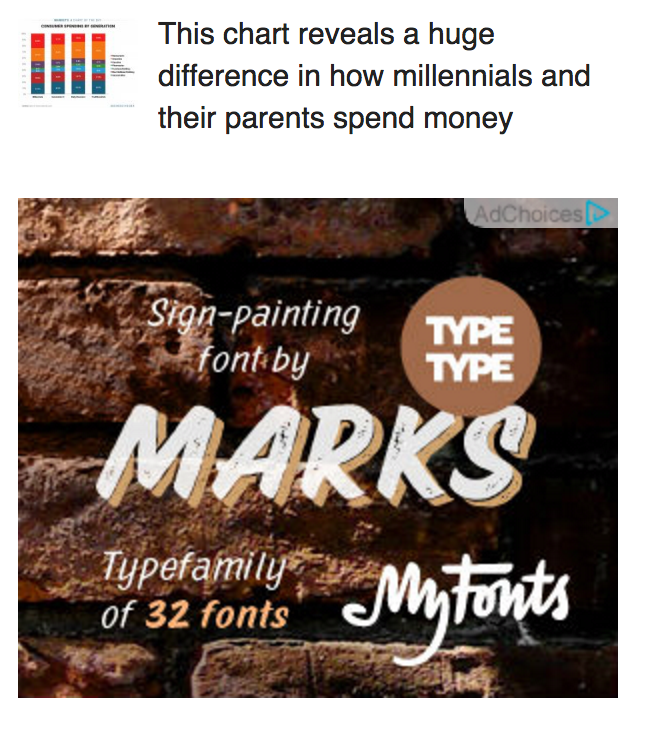 CONSUMER SPENDING BY GENERATION
This chart reveals a huge
difference in how millennials and
their parents spend money
AdChoices
Sign-painting
font by
TYPE
TYPE
MARKS
Typefamily
of 32 fonts
MyFonts